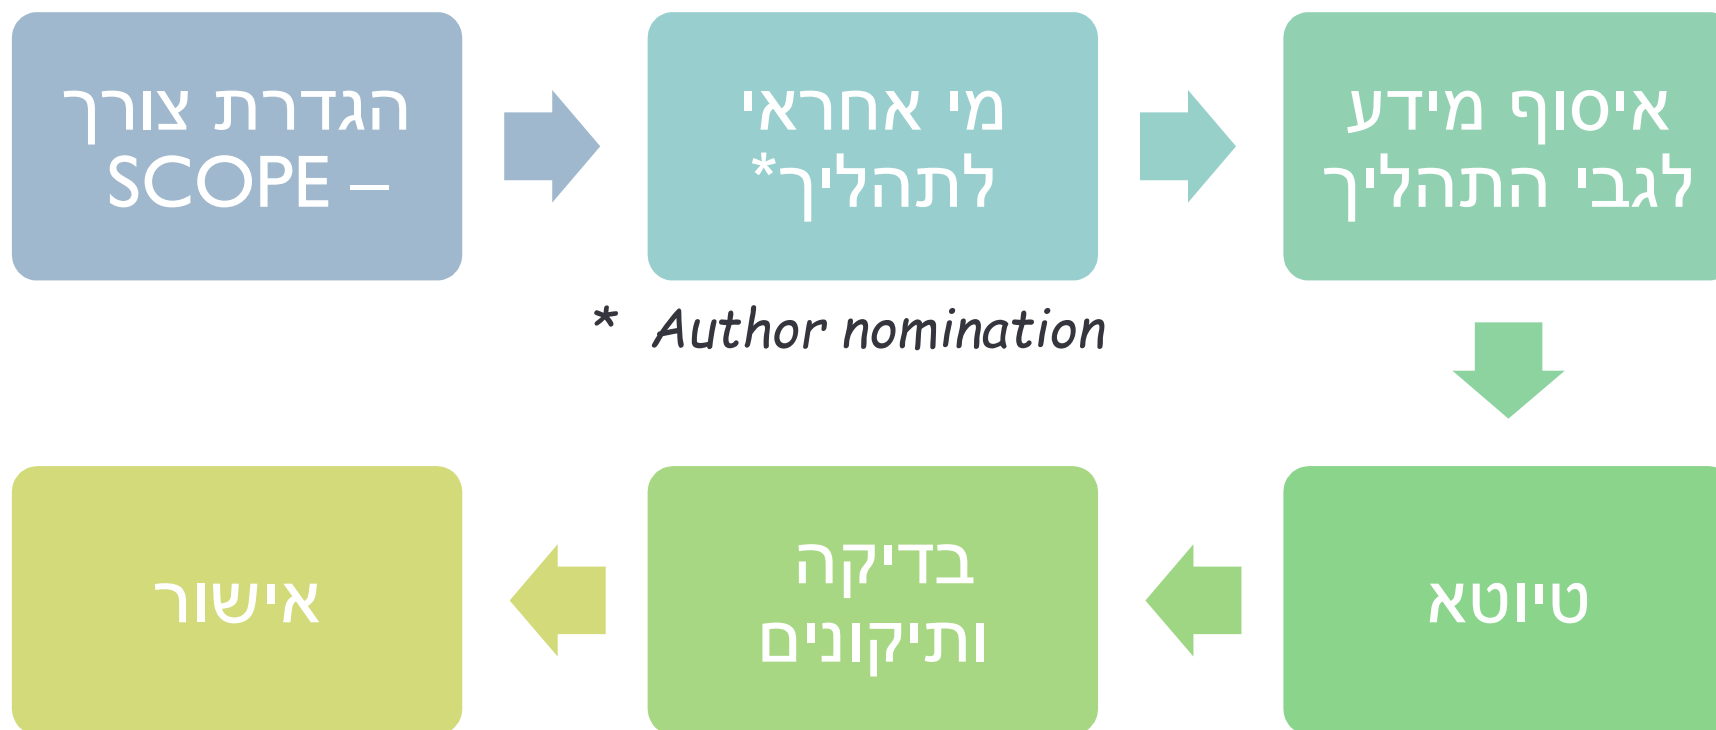 הגדרת צורך
– SCOPE
מי אחראי
לתהליך*
איסוף מידע
לגבי התהליך
* Author nomination
טיוטא
בדיקה
ותיקונים
אישור